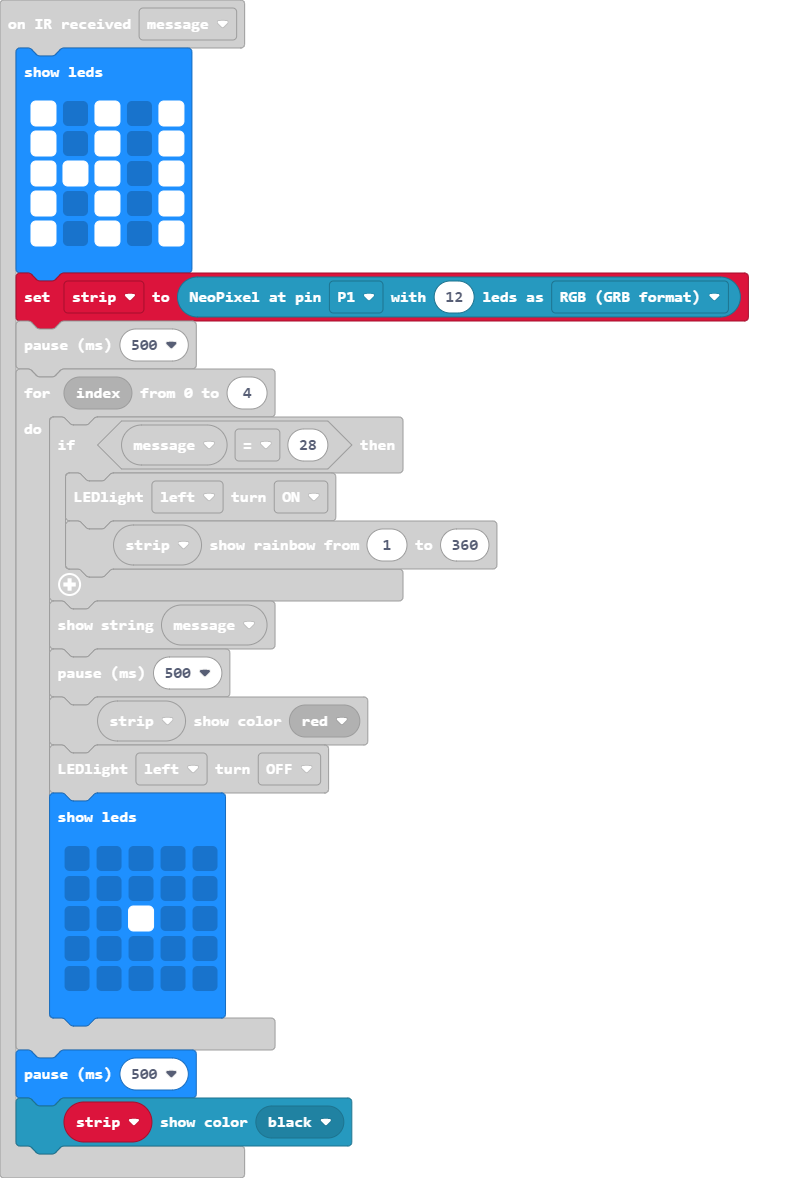 on IR received message
show leds
set strip to NeoPixel at pin P1 with 12 leds as RGB (GRB format)
pause (ms) 500
for index from 0 to 4
do
if message = 28 then
LEDlight left turn ON
strip show rainbow from 1 to 360
show string message
pause (ms) 500
strip show color red
LEDlight left turn OFF
show leds
pause (ms) 500
strip show color black